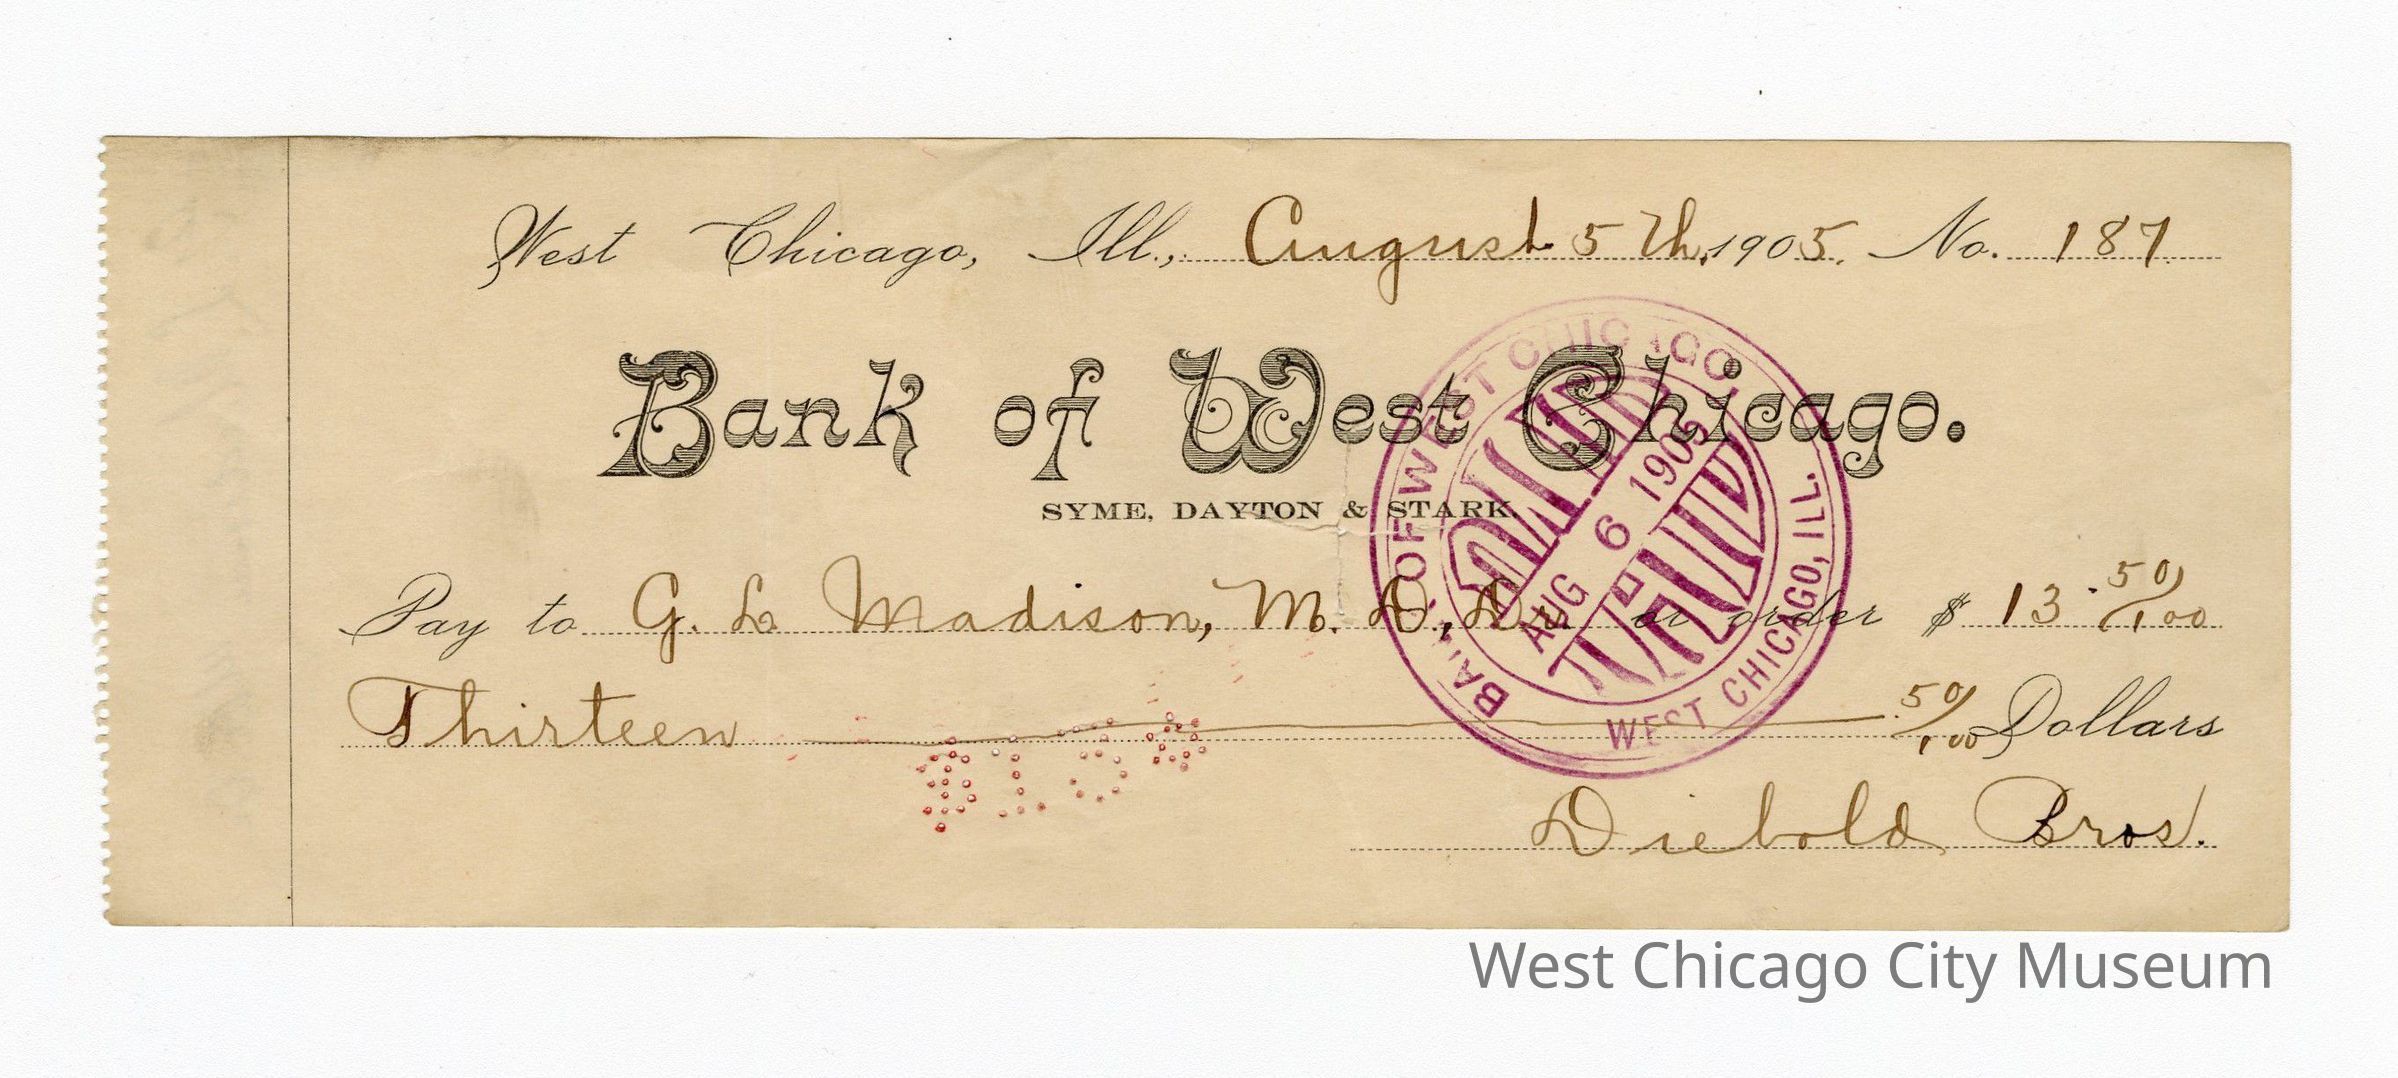 West Chicago, Ill., August 5th, 1905. No. 187
Bank of West Chicago.
SYME, DAYTON & STARK.
Pay to G. L. Madison, M. D., Dr. or order $ 13 50/100
Thirteen 50/100 Dollars
Diebold Bros.
BANK OF WEST CHICAGO
PAID
AUG 6 1905
WEST CHICAGO, ILL.
West Chicago City Museum